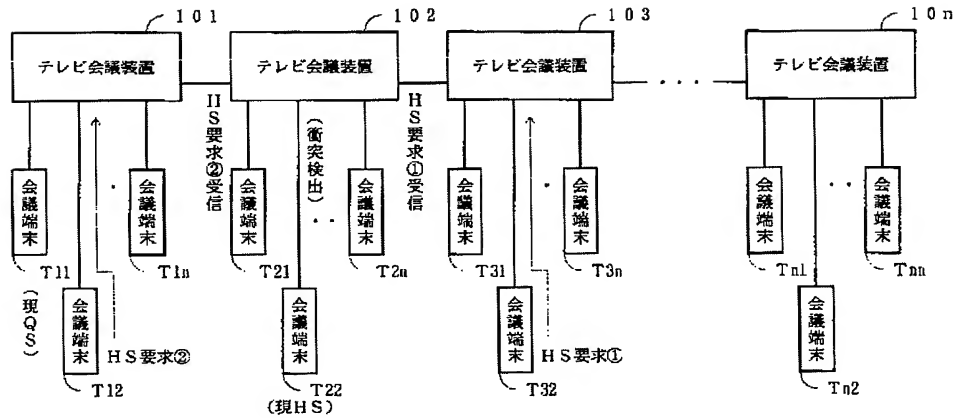 101
102
103
10n
テレビ会議装置
テレビ会議装置
テレビ会議装置
テレビ会議装置
HS要求②受信
(衝突検出)
HS要求①受信
会議端末
会議端末
会議端末
会議端末
会議端末
会議端末
会議端末
会議端末
T11
T1n
T21
T2n
T31
T3n
Tn1
Tnn
(現QS)
会議端末
会議端末
会議端末
会議端末
HS要求②
HS要求①
T12
T22
T32
Tn2
(現HS)